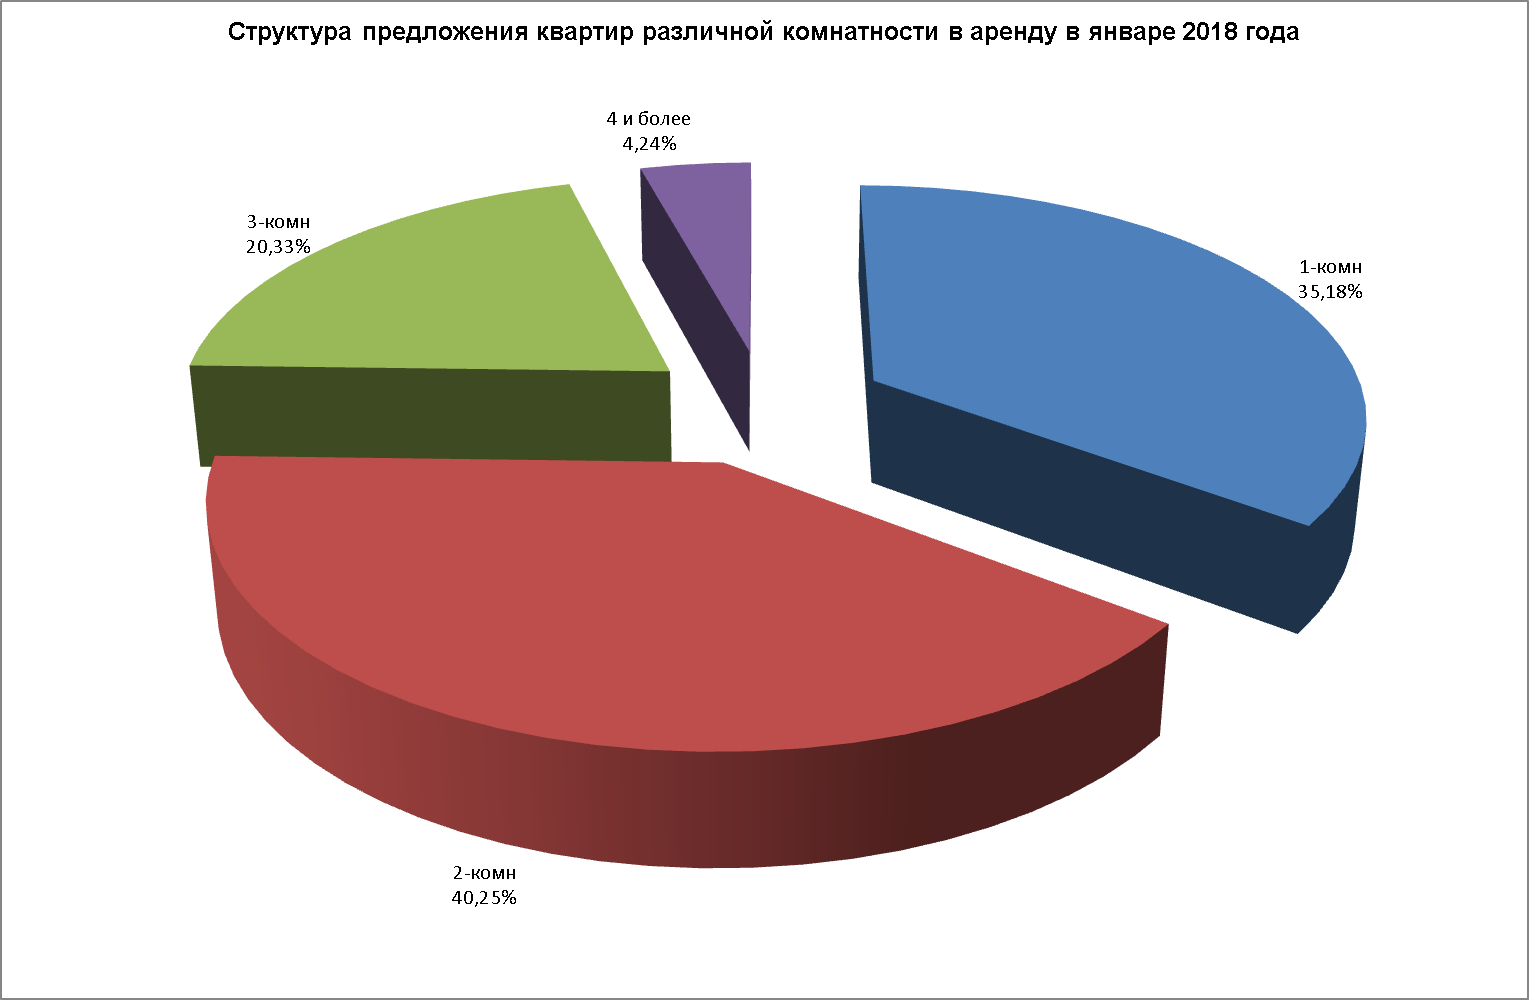 Структура предложения квартир различной комнатности в аренду в январе 2018 года
4 и более
4,24%
3-комн
20,33%
1-комн
35,18%
2-комн
40,25%